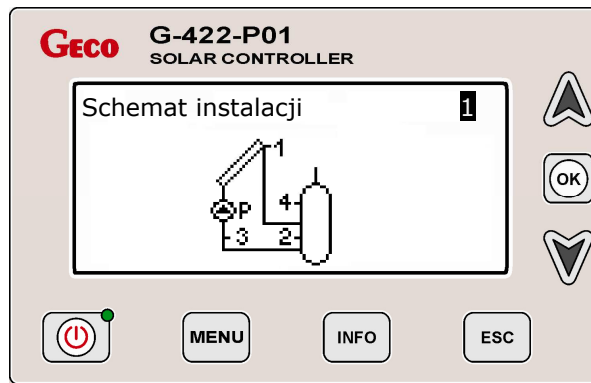 GECO
G-422-P01
SOLAR CONTROLLER
Schemat instalacji 1
1
4
P
3 2
OK
MENU INFO ESC